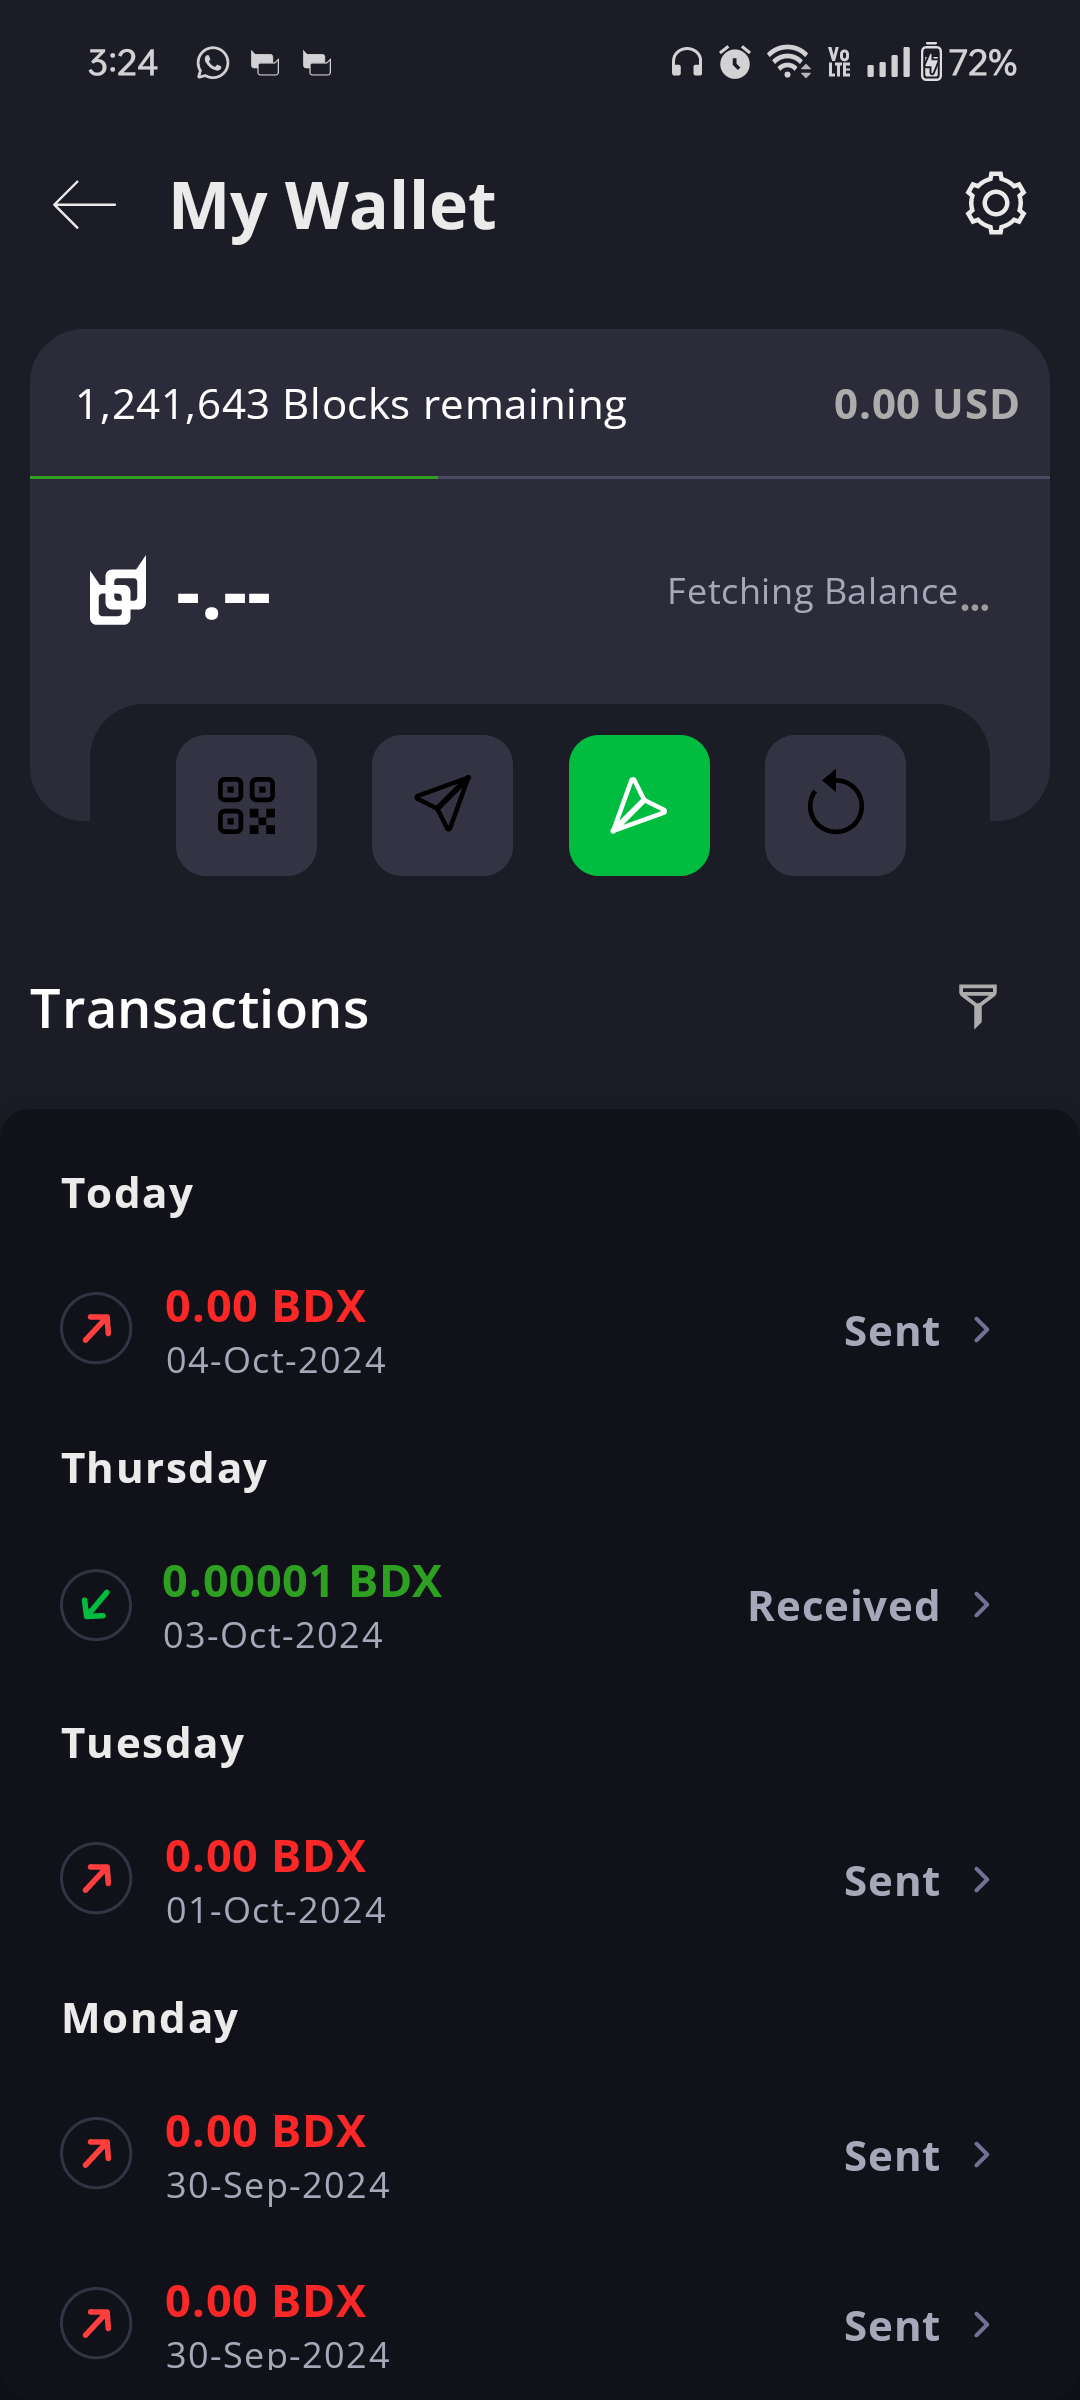 3:24 Vo LTE 72%
My Wallet
1,241,643 Blocks remaining 0.00 USD
-.-- Fetching Balance...
Transactions
Today
0.00 BDX
04-Oct-2024
Sent
Thursday
0.00001 BDX
03-Oct-2024
Received
Tuesday
0.00 BDX
01-Oct-2024
Sent
Monday
0.00 BDX
30-Sep-2024
Sent
0.00 BDX
30-Sep-2024
Sent